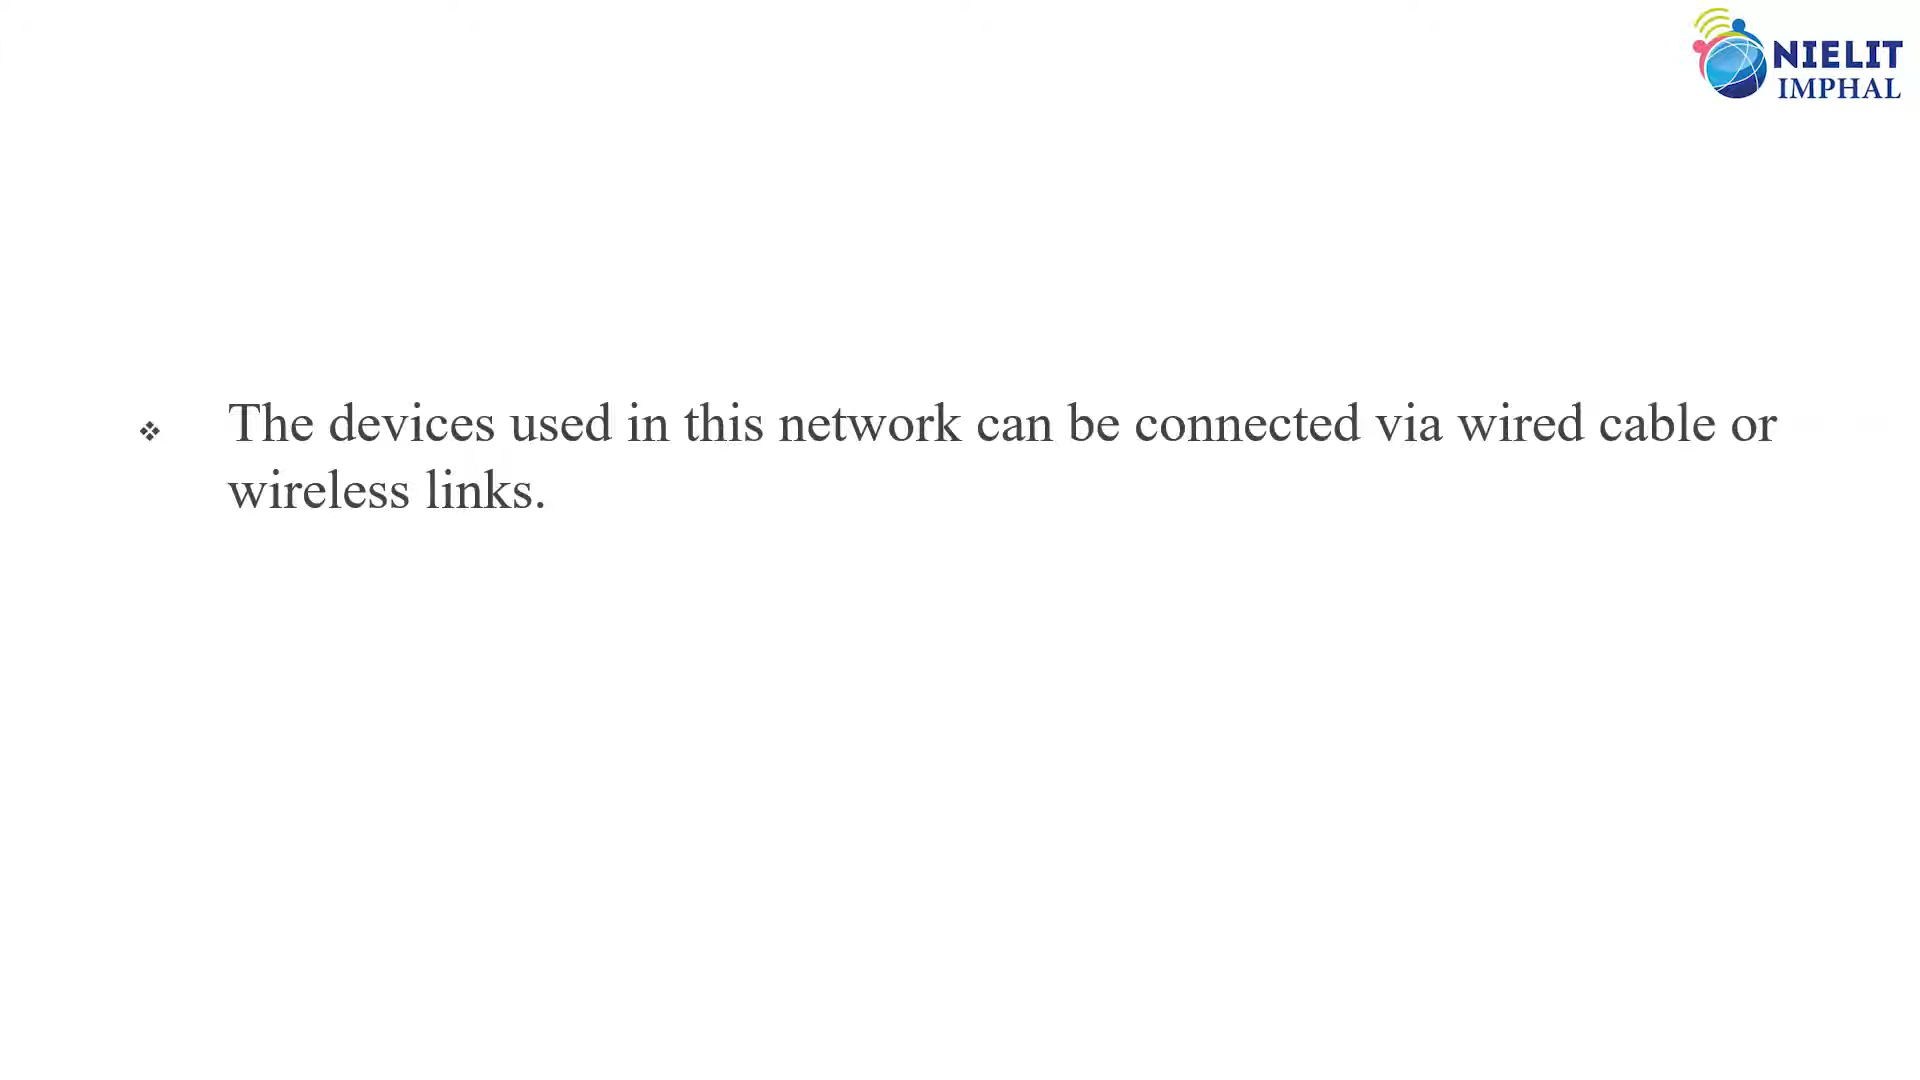 NIELIT
IMPHAL
❖ The devices used in this network can be connected via wired cable or
wireless links.